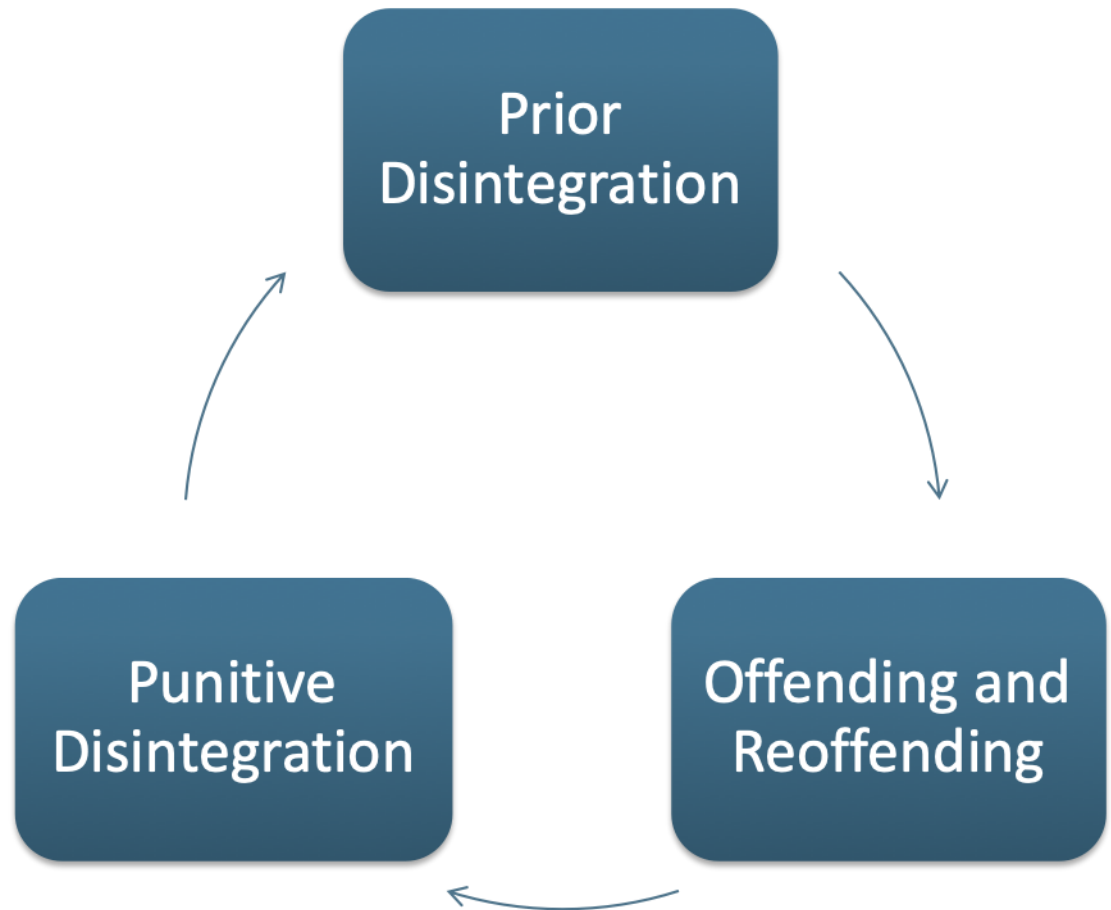 Prior
Disintegration
Offending and
Reoffending
Punitive
Disintegration